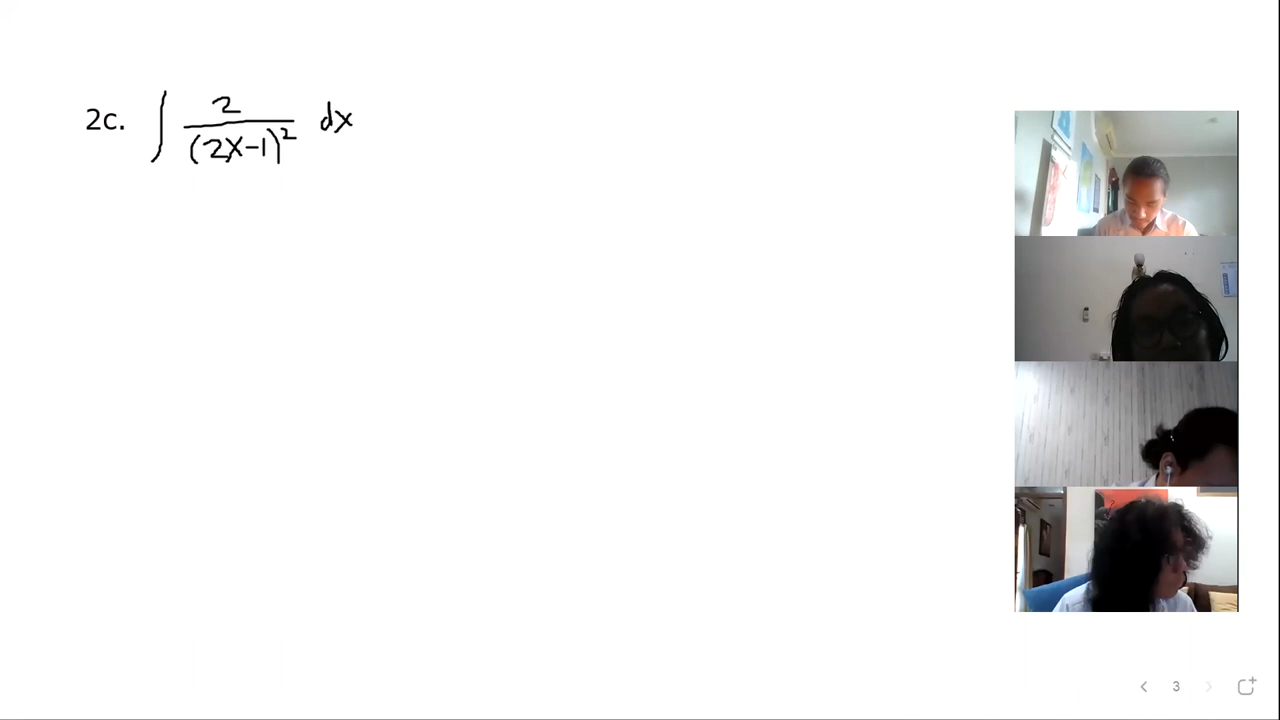 2c. ∫ 2/(2x-1)² dx
3